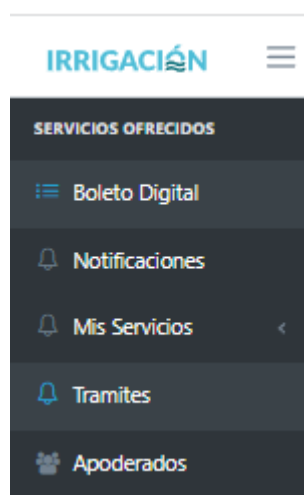 IRRIGACIÓN
SERVICIOS OFRECIDOS
Boleto Digital
Notificaciones
Mis Servicios
Tramites
Apoderados